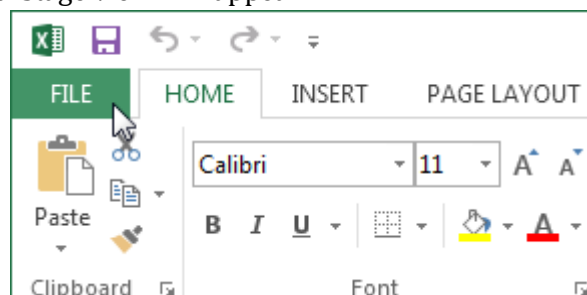 FILE HOME INSERT PAGE LAYOUT
Calibri 11 A A
Paste
B I U A
Clipboard Font